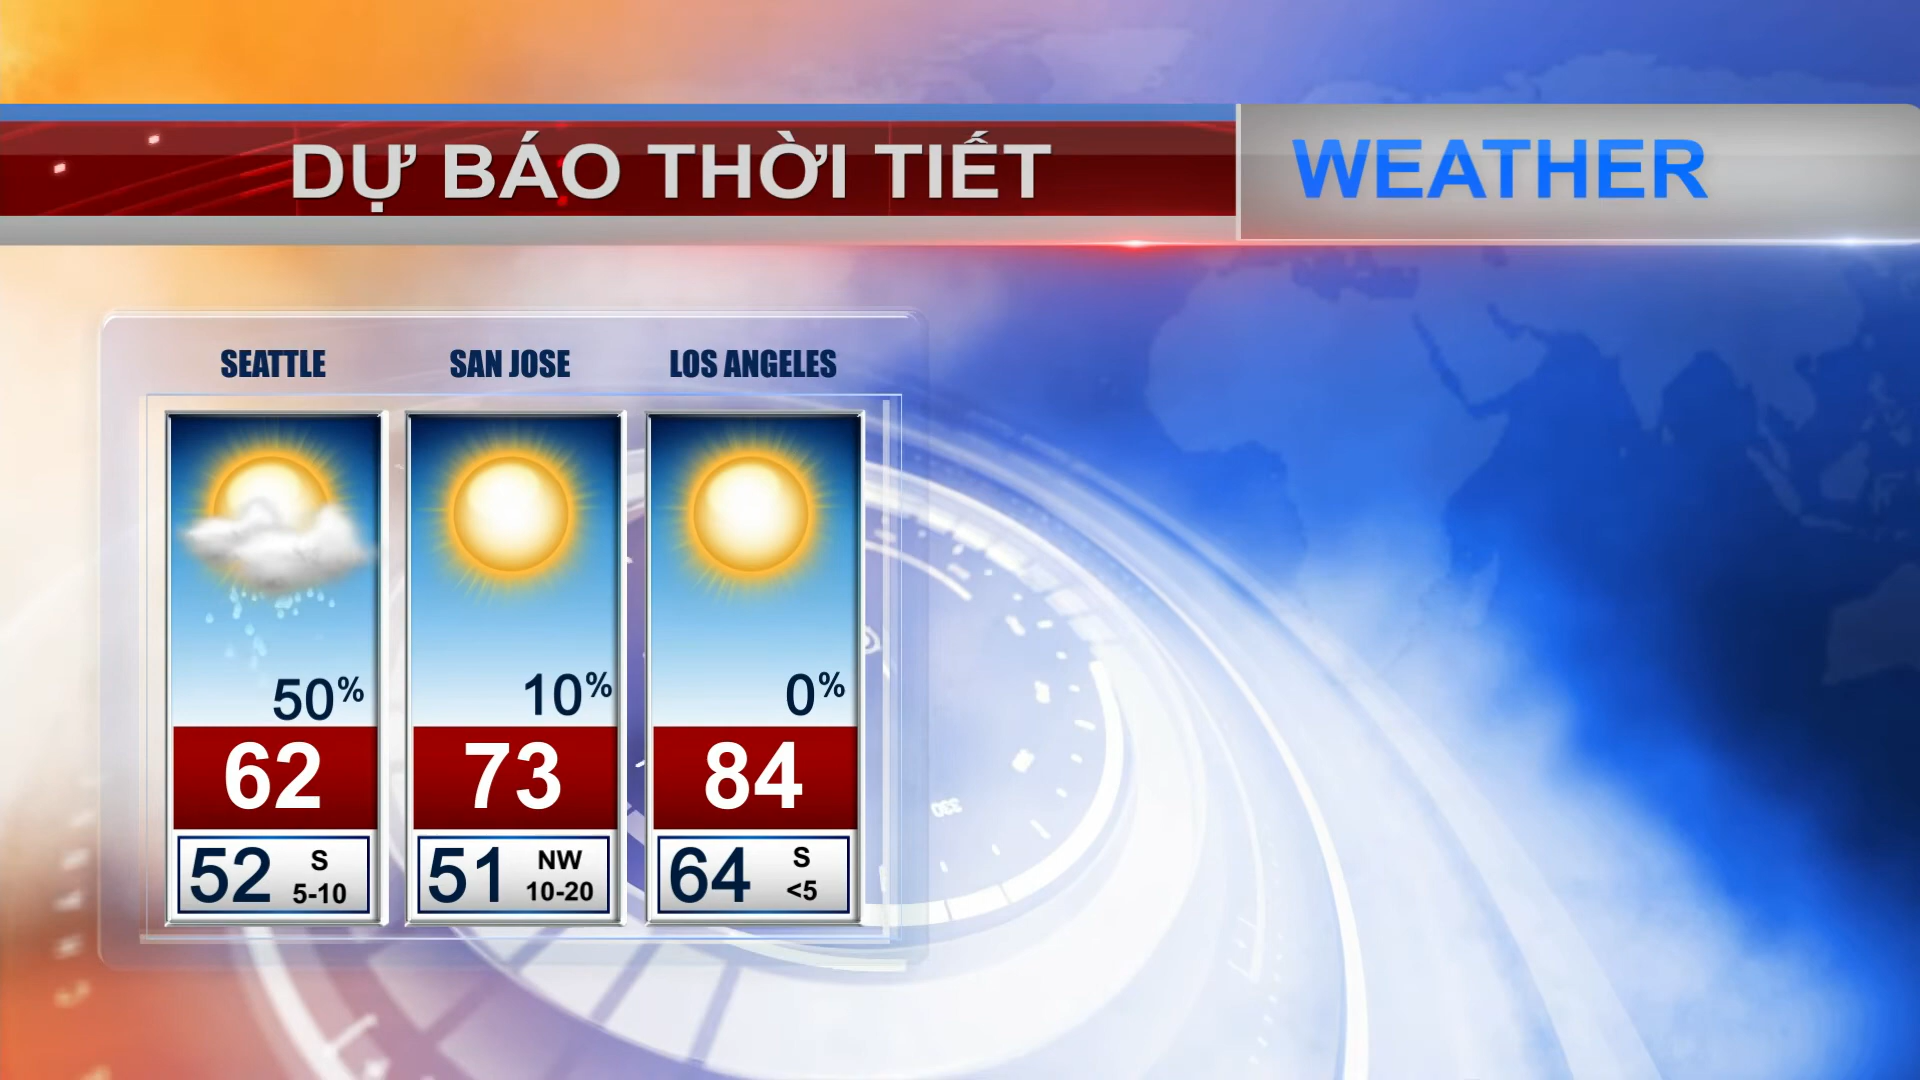 DỰ BÁO THỜI TIẾT
WEATHER
SEATTLE
SAN JOSE
LOS ANGELES
50%
10%
0%
62
73
84
52
S
5-10
51
NW
10-20
64
S
<5
330